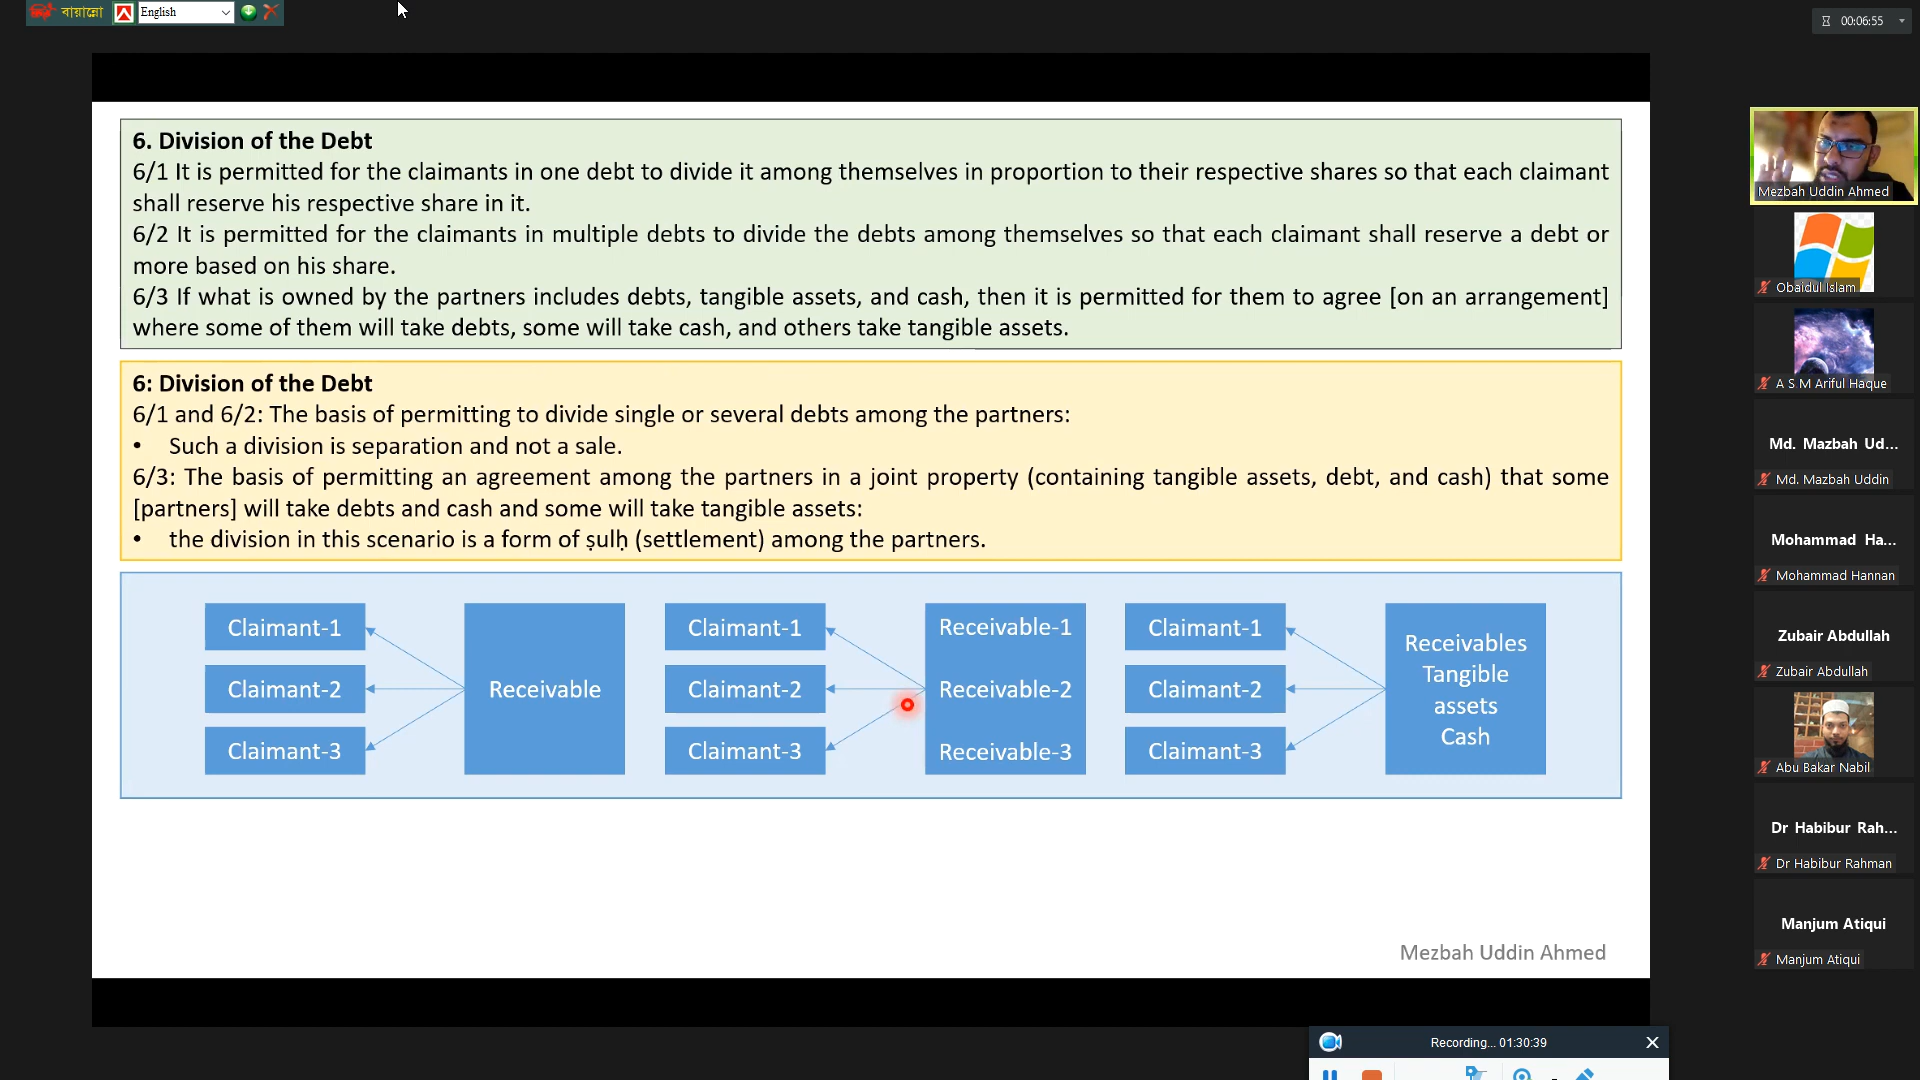 বায়ান্নো
English
00:06:55
6. Division of the Debt
6/1 It is permitted for the claimants in one debt to divide it among themselves in proportion to their respective shares so that each claimant
shall reserve his respective share in it.
6/2 It is permitted for the claimants in multiple debts to divide the debts among themselves so that each claimant shall reserve a debt or
more based on his share.
6/3 If what is owned by the partners includes debts, tangible assets, and cash, then it is permitted for them to agree [on an arrangement]
where some of them will take debts, some will take cash, and others take tangible assets.
6: Division of the Debt
6/1 and 6/2: The basis of permitting to divide single or several debts among the partners:
• Such a division is separation and not a sale.
6/3: The basis of permitting an agreement among the partners in a joint property (containing tangible assets, debt, and cash) that some
[partners] will take debts and cash and some will take tangible assets:
• the division in this scenario is a form of ṣulḥ (settlement) among the partners.
Claimant-1
Claimant-2
Claimant-3
Receivable
Claimant-1
Claimant-2
Claimant-3
Receivable-1
Receivable-2
Receivable-3
Claimant-1
Claimant-2
Claimant-3
Receivables
Tangible
assets
Cash
Mezbah Uddin Ahmed
Mezbah Uddin Ahmed
Obaidul Islam
A S M Ariful Haque
Md. Mazbah Ud...
Md. Mazbah Uddin
Mohammad Ha...
Mohammad Hannan
Zubair Abdullah
Zubair Abdullah
Abu Bakar Nabil
Dr Habibur Rah...
Dr Habibur Rahman
Manjum Atiqui
Manjum Atiqui
Recording... 01:30:39